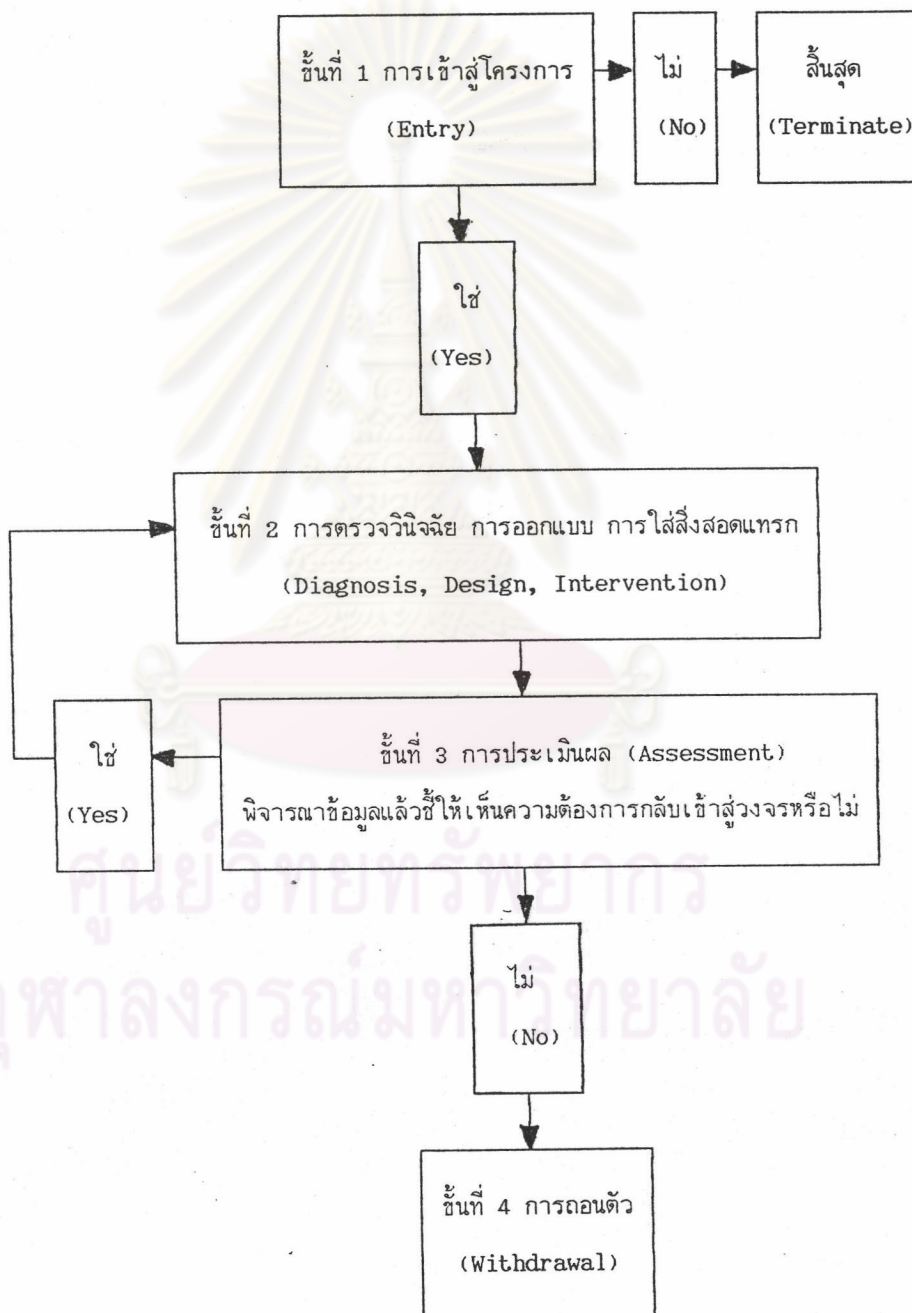 ขั้นที่ 1 การเข้าสู่โครงการ
(Entry)
ไม่
(No)
สิ้นสุด
(Terminate)
ใช่
(Yes)
ขั้นที่ 2 การตรวจวินิจฉัย การออกแบบ การใส่สิ่งสอดแทรก
(Diagnosis, Design, Intervention)
ขั้นที่ 3 การประเมินผล (Assessment)
พิจารณาข้อมูลแล้วชี้ให้เห็นความต้องการกลับเข้าสู่วงจรหรือไม่
ใช่
(Yes)
ศูนย์วิทยทรัพยากร
จุฬาลงกรณ์มหาวิทยาลัย
ไม่
(No)
ขั้นที่ 4 การถอนตัว
(Withdrawal)